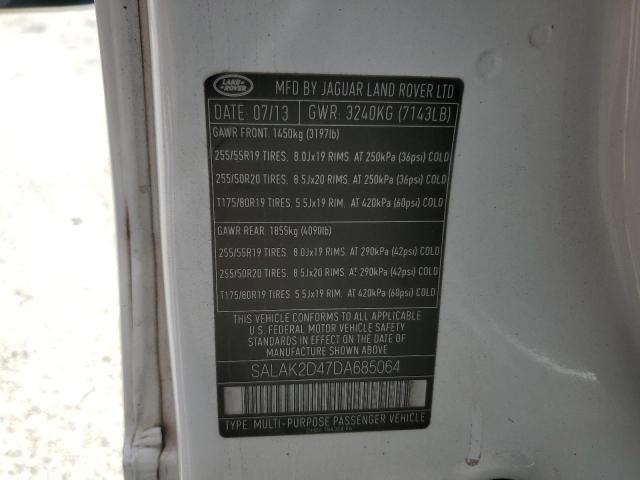 LAND-
ROVER
MFD BY JAGUAR LAND ROVER LTD
DATE: 07/13 GWR: 3240KG (7143LB)
GAWR FRONT: 1450kg (3197lb)
255/55R19 TIRES. 8.0Jx19 RIMS. AT 250kPa (36psi) COLD
255/50R20 TIRES. 8.5Jx20 RIMS. AT 250kPa (36psi) COLD
T175/80R19 TIRES. 5.5Jx19 RIM. AT 420kPa (60psi) COLD
GAWR REAR: 1855kg (4090lb)
255/55R19 TIRES. 8.0Jx19 RIMS. AT 290kPa (42psi) COLD
255/50R20 TIRES. 8.5Jx20 RIMS. AT 290kPa (42psi) COLD
T175/80R19 TIRES. 5.5Jx19 RIM. AT 420kPa (60psi) COLD
THIS VEHICLE CONFORMS TO ALL APPLICABLE
U.S. FEDERAL MOTOR VEHICLE SAFETY
STANDARDS IN EFFECT ON THE DATE OF
MANUFACTURE SHOWN ABOVE.
SALAK2D47DA685064
TYPE: MULTI-PURPOSE PASSENGER VEHICLE